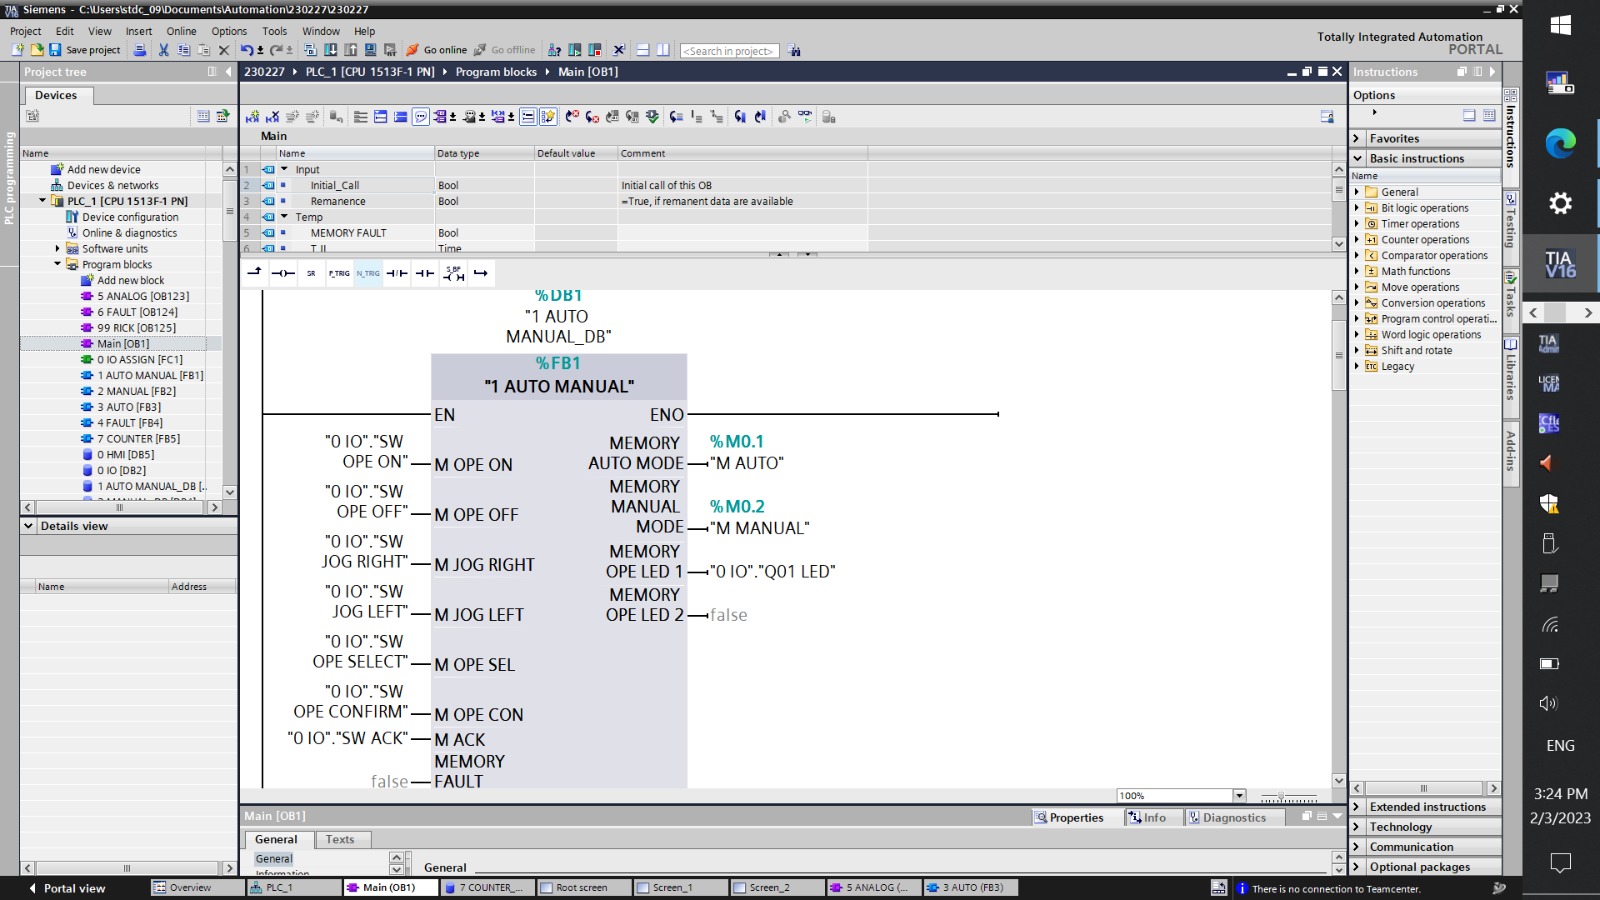 Siemens - C:\Users\stdc_09\Documents\Automation\230227\230227
Project Edit View Insert Online Options Tools Window Help
Totally Integrated Automation
PORTAL
Save project
Go online
Go offline
<Search in project>
Project tree
230227 PLC_1 [CPU 1513F-1 PN] Program blocks Main [OB1]
Instructions
Devices
Options
PLC programming
Main
Name
Name Data type Default value Comment
1 Input
2 Initial_Call Bool Initial call of this OB
3 Remanence Bool =True, if remanent data are available
4 Temp
5 MEMORY FAULT Bool
6 Time
Add new device
Devices & networks
PLC_1 [CPU 1513F-1 PN]
Device configuration
Online & diagnostics
Software units
Program blocks
Add new block
5 ANALOG [OB123]
6 FAULT [OB124]
99 RICK [OB125]
Main [OB1]
0 IO ASSIGN [FC1]
1 AUTO MANUAL [FB1]
2 MANUAL [FB2]
3 AUTO [FB3]
4 FAULT [FB4]
7 COUNTER [FB5]
0 HMI [DB5]
0 IO [DB2]
1 AUTO MANUAL_DB [..
Details view
Name Address
SR P_TRIG N_TRIG
%DB1
"1 AUTO
MANUAL_DB"
%FB1
"1 AUTO MANUAL"
EN ENO
"0 IO"."SW
OPE ON" M OPE ON
"0 IO"."SW
OPE OFF" M OPE OFF
"0 IO"."SW
JOG RIGHT" M JOG RIGHT
"0 IO"."SW
JOG LEFT" M JOG LEFT
"0 IO"."SW
OPE SELECT" M OPE SEL
"0 IO"."SW
OPE CONFIRM" M OPE CON
"0 IO"."SW ACK" M ACK
MEMORY
false FAULT
MEMORY %M0.1
AUTO MODE "M AUTO"
MEMORY
MANUAL %M0.2
MODE "M MANUAL"
MEMORY
OPE LED 1 "0 IO"."Q01 LED"
MEMORY
OPE LED 2 false
100%
Favorites
Basic instructions
Name
General
Bit logic operations
Timer operations
Counter operations
Comparator operations
Math functions
Move operations
Conversion operations
Program control operati...
Word logic operations
Shift and rotate
Legacy
Extended instructions
Technology
Communication
Optional packages
Instructions
Testing
Tasks
Libraries
Add-ins
Main [OB1]
Properties Info Diagnostics
General Texts
General
General
Portal view
Overview
PLC_1
Main (OB1)
7 COUNTER_...
Root screen
Screen_1
Screen_2
5 ANALOG (...
3 AUTO (FB3)
There is no connection to Teamcenter.
TIA
V16
ENG
3:24 PM
2/3/2023